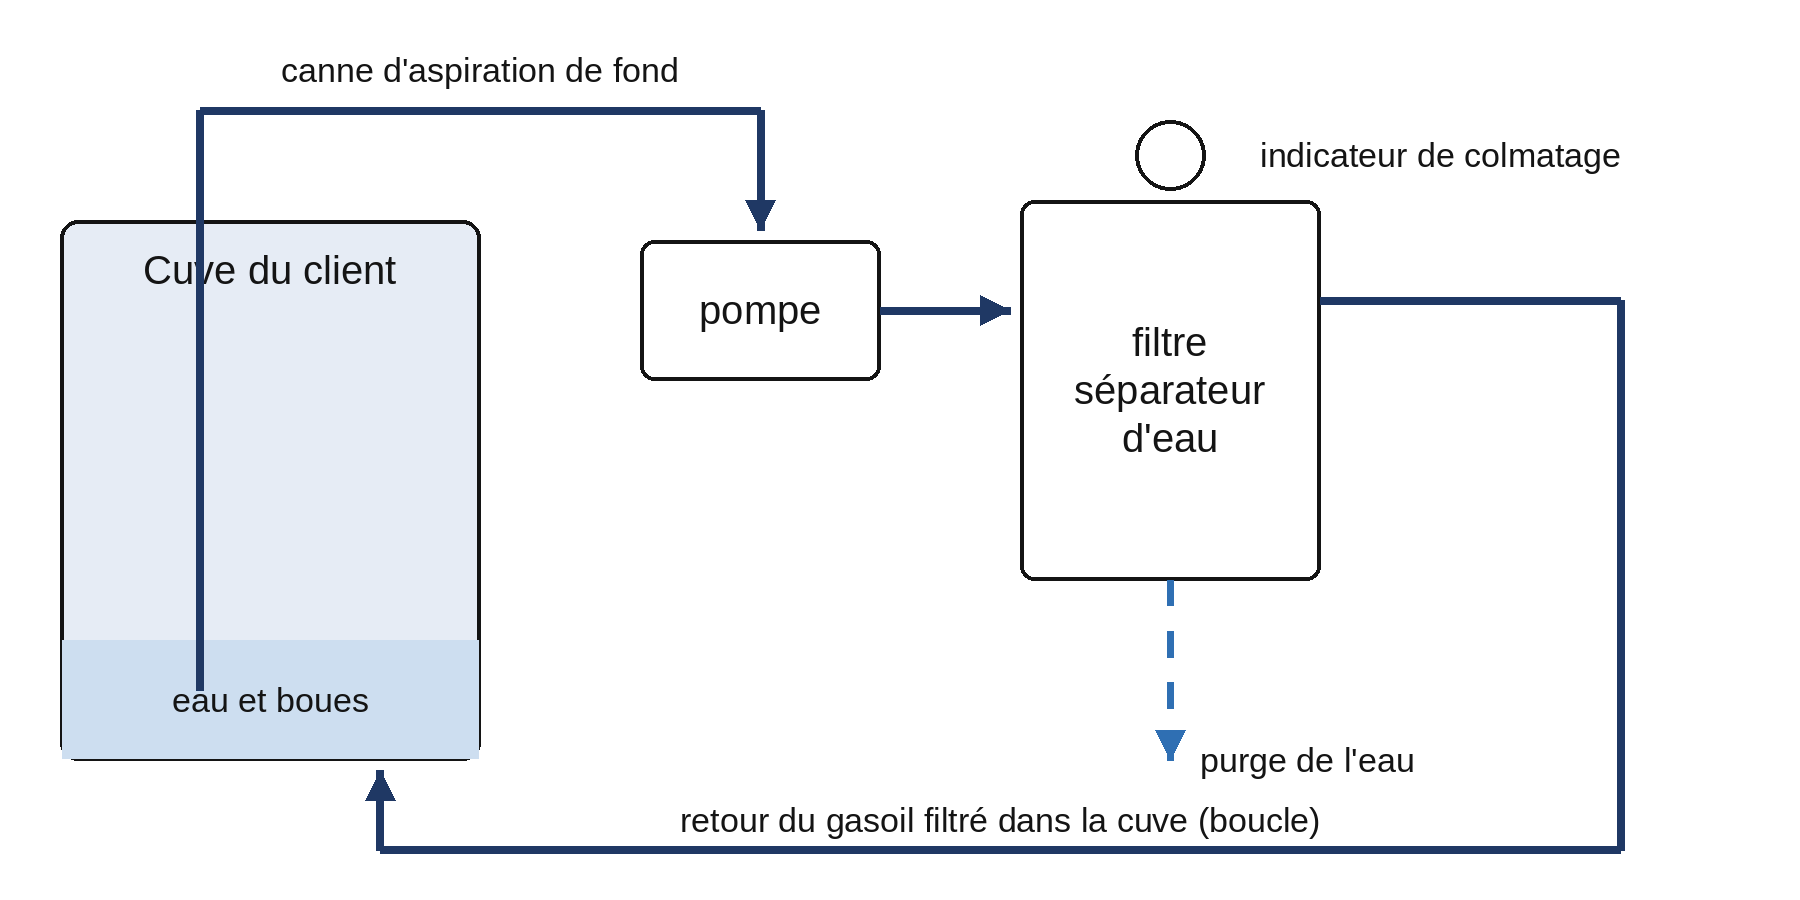 canne d'aspiration de fond
indicateur de colmatage
Cuve du client
pompe
filtre
séparateur
d'eau
eau et boues
purge de l'eau
retour du gasoil filtré dans la cuve (boucle)